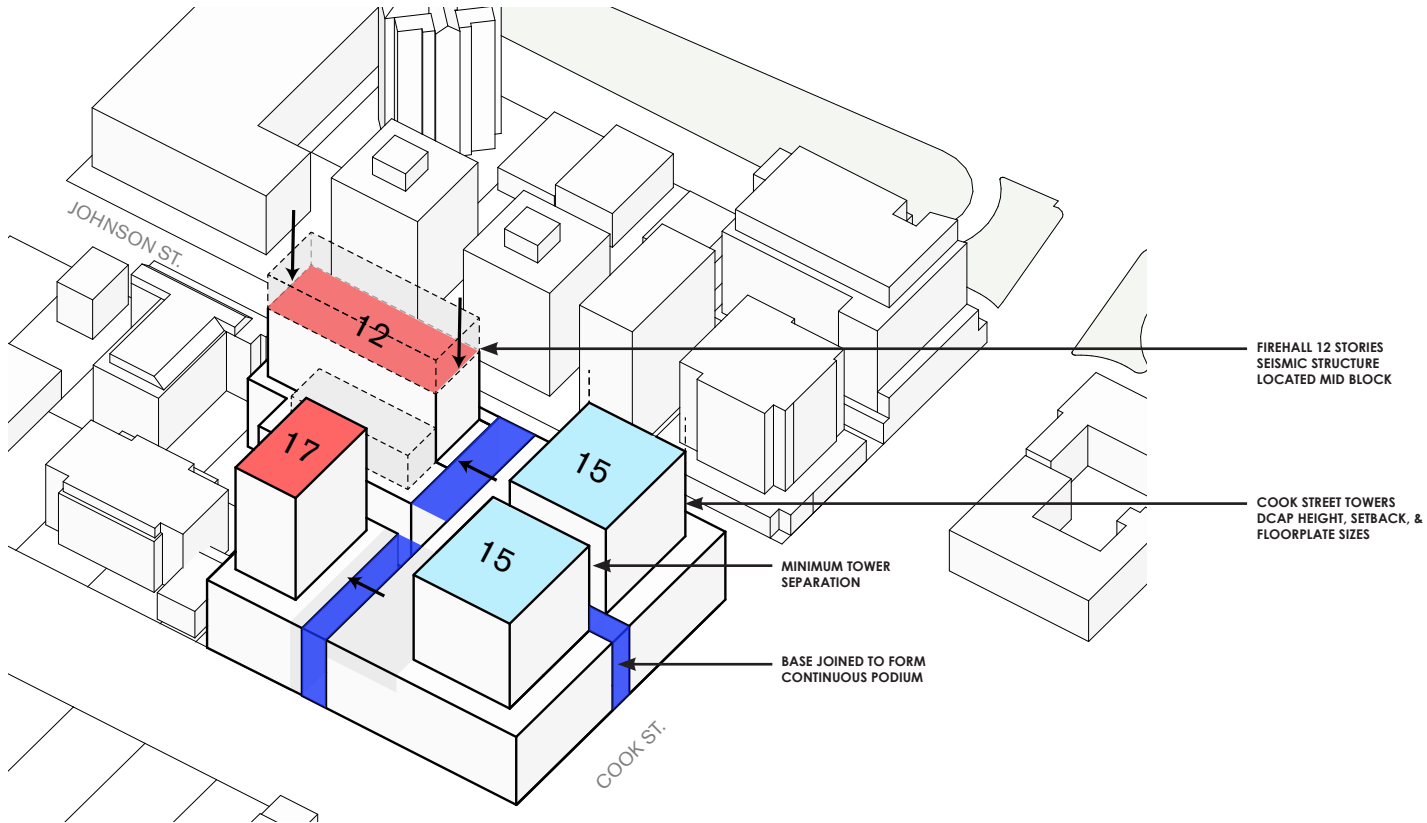 JOHNSON ST.
12
FIREHALL 12 STORIES
SEISMIC STRUCTURE
LOCATED MID BLOCK
17
15
COOK STREET TOWERS
DCAP HEIGHT, SETBACK, &
FLOORPLATE SIZES
15
MINIMUM TOWER
SEPARATION
BASE JOINED TO FORM
CONTINUOUS PODIUM
COOK ST.